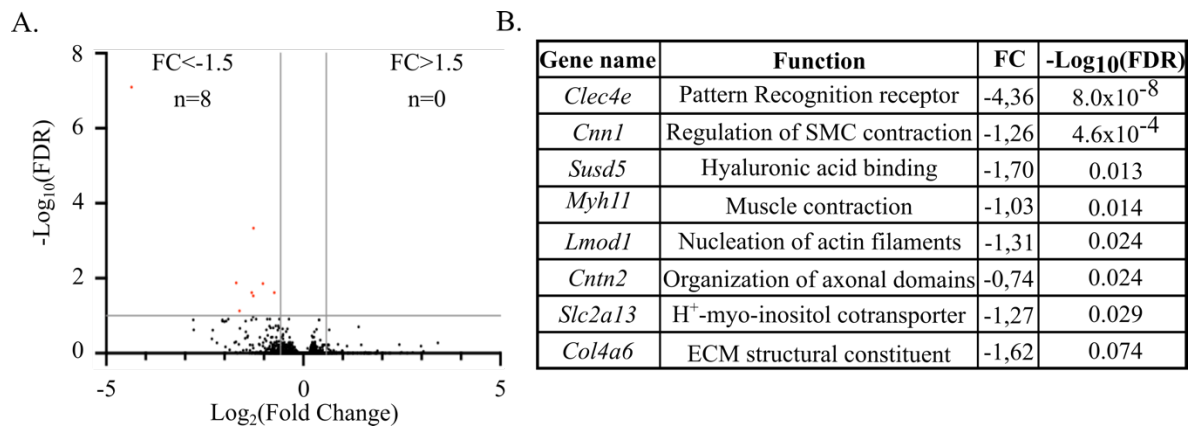 A.
8
6
4
2
0
-Log10(FDR)
FC<-1.5
n=8
FC>1.5
n=0
-5
0
5
Log2(Fold Change)
B.
Gene name Function FC -Log10(FDR)
Clec4e Pattern Recognition receptor -4,36 8.0x10-8
Cnn1 Regulation of SMC contraction -1,26 4.6x10-4
Susd5 Hyaluronic acid binding -1,70 0.013
Myh11 Muscle contraction -1,03 0.014
Lmod1 Nucleation of actin filaments -1,31 0.024
Cntn2 Organization of axonal domains -0,74 0.024
Slc2a13 H+-myo-inositol cotransporter -1,27 0.029
Col4a6 ECM structural constituent -1,62 0.074